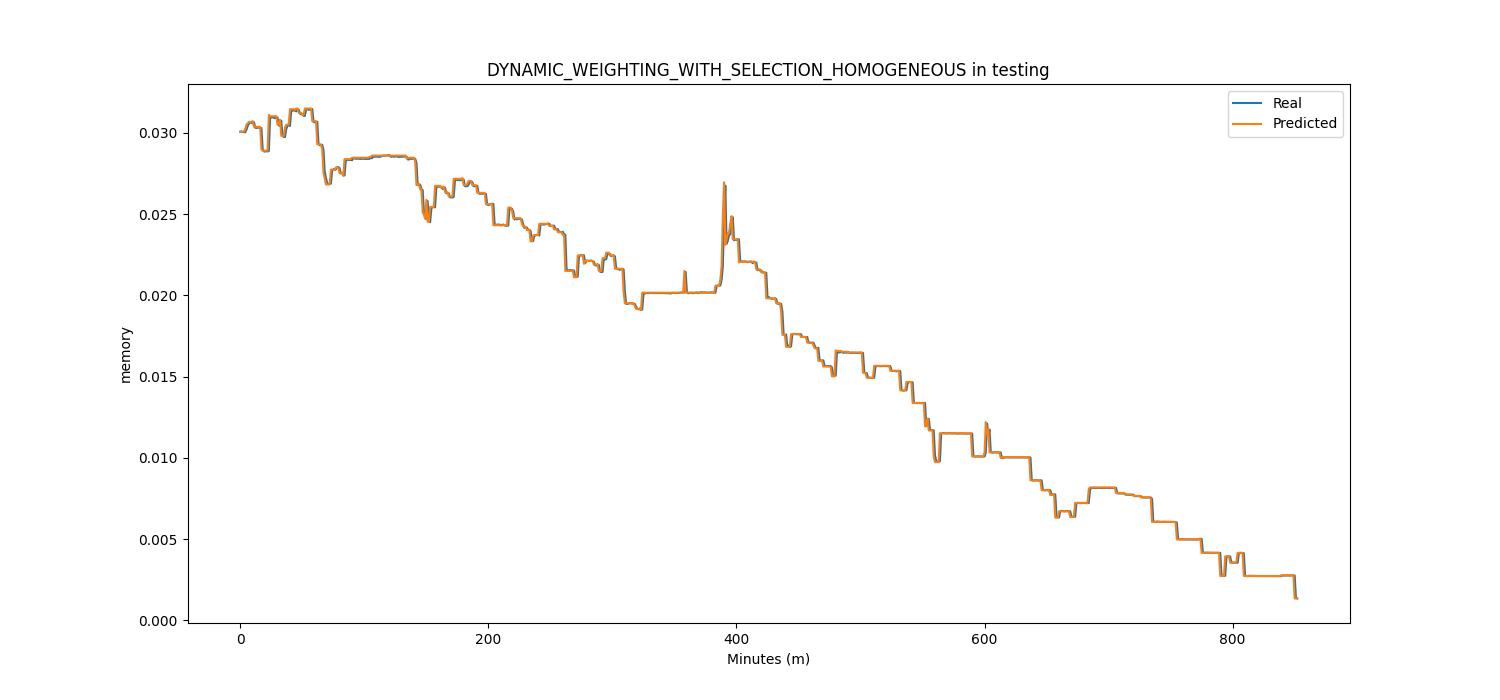 DYNAMIC_WEIGHTING_WITH_SELECTION_HOMOGENEOUS in testing
Real
Predicted
0.030
0.025
0.020
0.015
0.010
0.005
0.000
memory
0
200
400
600
800
Minutes (m)